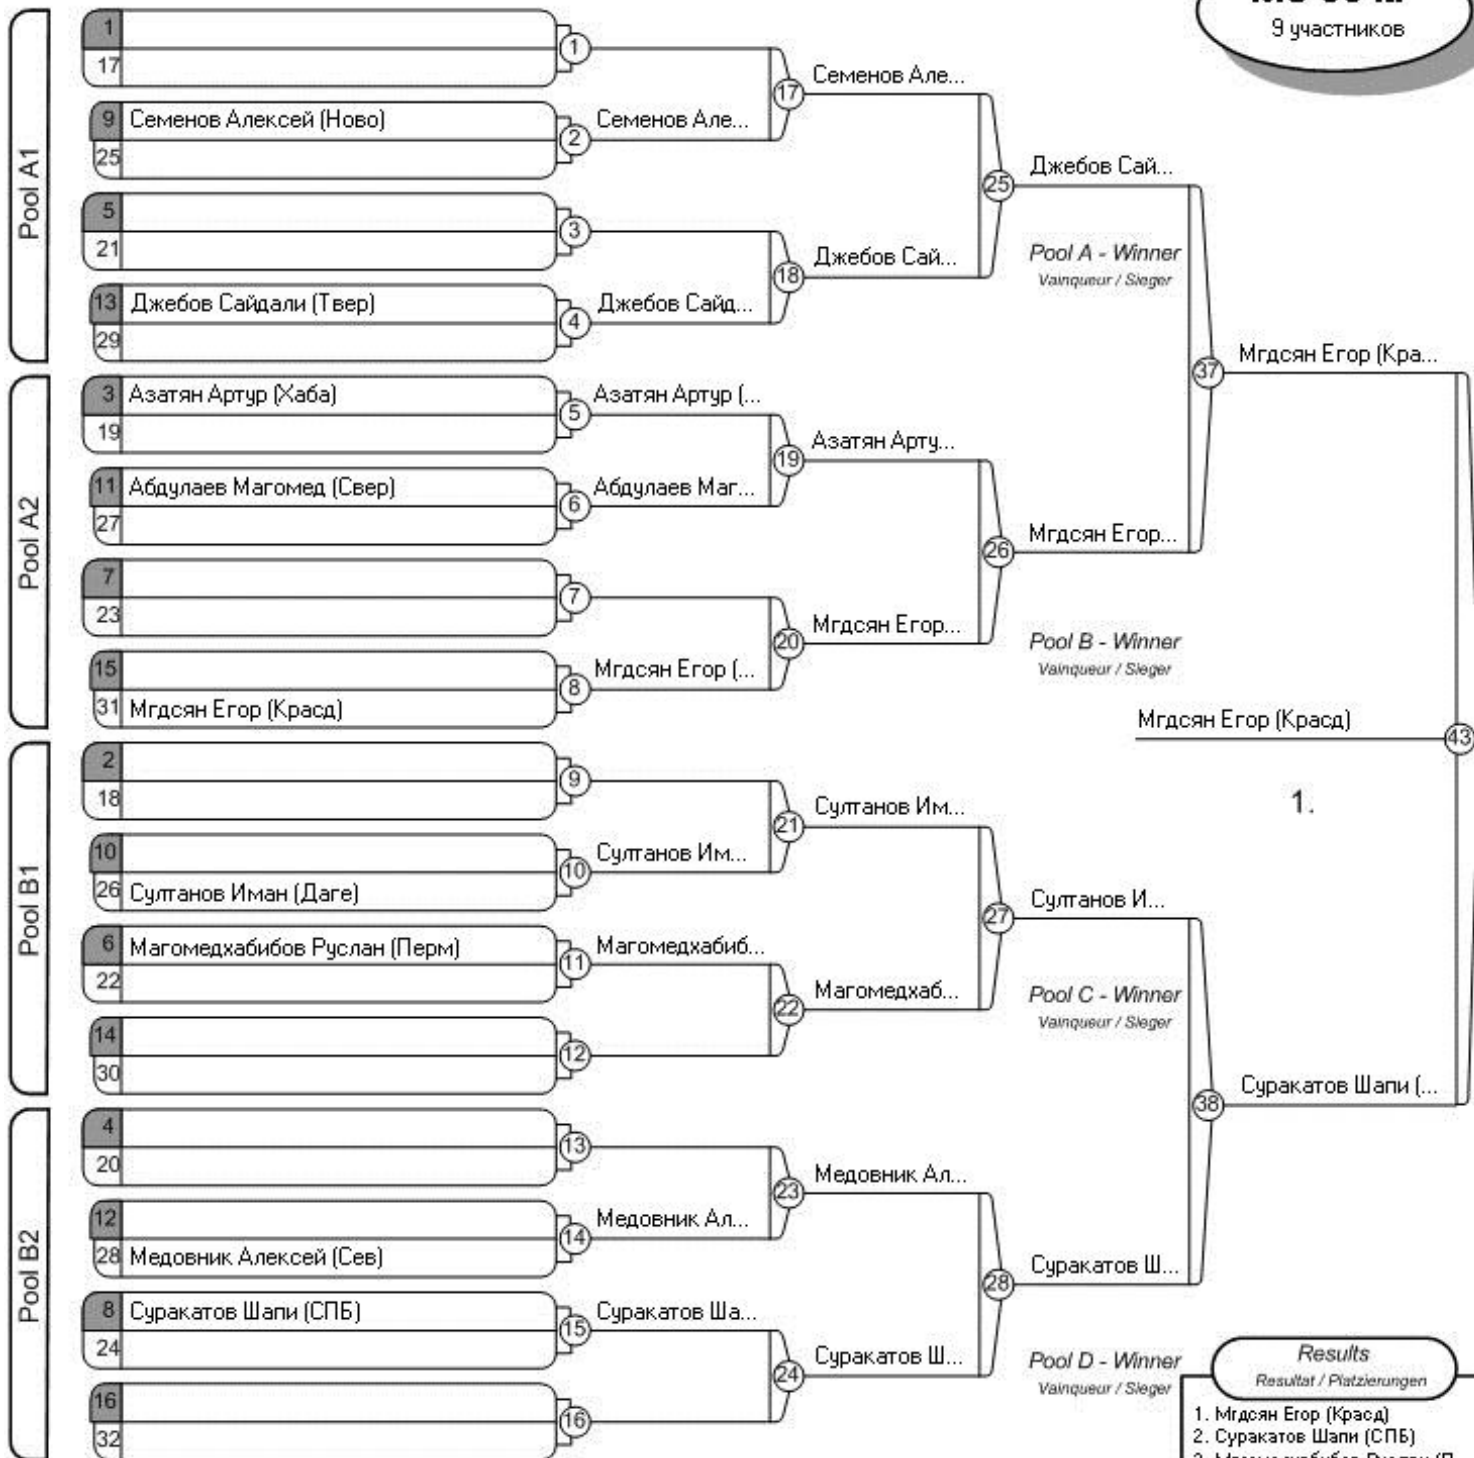 9 участников
Pool A1
1
17
1
Семенов Але...
17
9 Семенов Алексей (Ново)
25
2
Семенов Але...
25
Джебов Сай...
5
21
3
Pool A - Winner
Vainqueur / Sieger
Джебов Сай...
18
13 Джебов Сайдали (Твер)
29
4
Джебов Сайд...
37
Мгдсян Егор (Кра...
Pool A2
3 Азатян Артур (Хаба)
19
5
Азатян Артур (...
19
Азатян Арту...
11 Абдулаев Магомед (Свер)
27
6
Абдулаев Маг...
26
Мгдсян Егор...
7
23
7
20
Мгдсян Егор...
Pool B - Winner
Vainqueur / Sieger
15
31 Мгдсян Егор (Красд)
8
Мгдсян Егор (...
Мгдсян Егор (Красд)
43
1.
Pool B1
2
18
9
21
Султанов Им...
10
26 Султанов Иман (Даге)
10
Султанов Им...
27
Султанов И...
6 Магомедхабибов Руслан (Перм)
22
11
Магомедхабиб...
22
Магомедхаб...
Pool C - Winner
Vainqueur / Sieger
14
30
12
38
Суракатов Шапи (...
Pool B2
4
20
13
23
Медовник Ал...
12
28 Медовник Алексей (Сев)
14
Медовник Ал...
28
Суракатов Ш...
8 Суракатов Шапи (СПБ)
24
15
Суракатов Ша...
24
Суракатов Ш...
Pool D - Winner
Vainqueur / Sieger
16
32
16
Results
Resultat / Platzierungen
1. Мгдсян Егор (Красд)
2. Суракатов Шапи (СПБ)